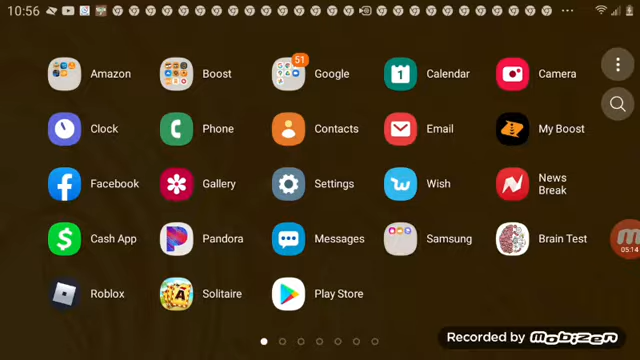 10:56
51
Amazon Boost Google Calendar Camera
1
Clock Phone Contacts Email My Boost
Facebook Gallery Settings Wish News Break
Cash App Pandora Messages Samsung Brain Test
05:14
Roblox Solitaire Play Store
Recorded by mobizen